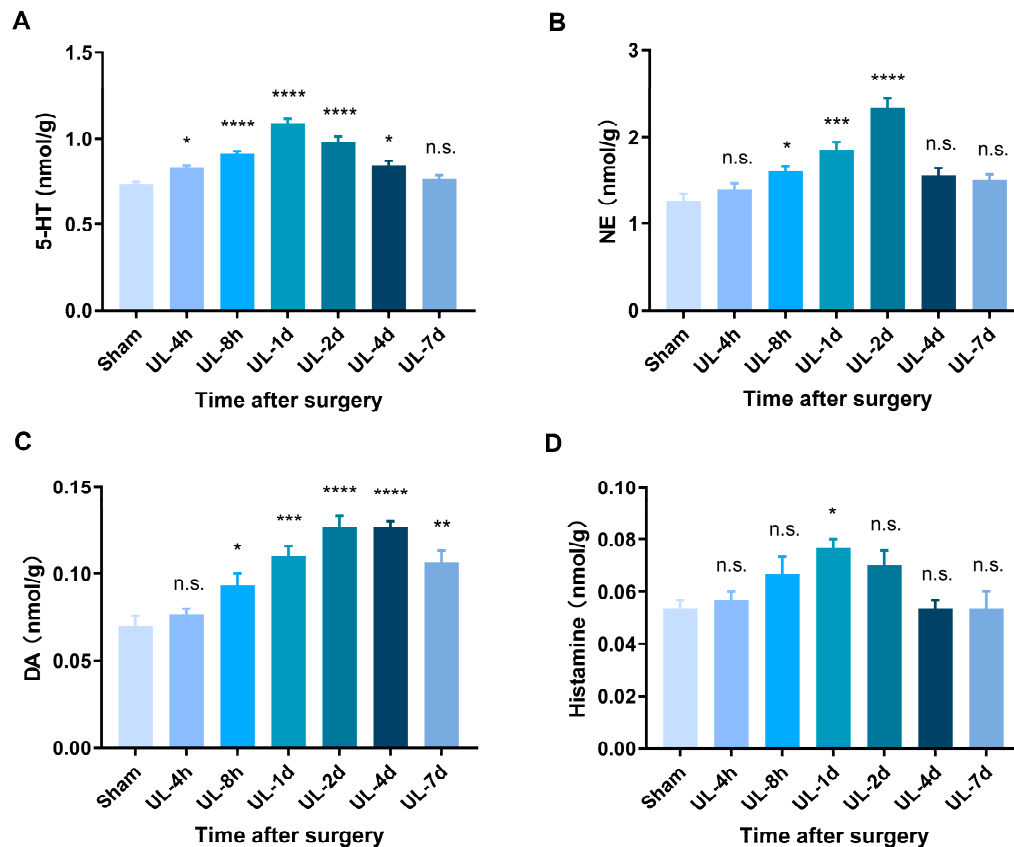 A
1.5
1.0
0.5
0.0
5-HT (nmol/g)
* **** **** **** * n.s.
Sham UL-4h UL-8h UL-1d UL-2d UL-4d UL-7d
Time after surgery
B
3
2
1
0
NE（nmol/g）
n.s. * *** **** n.s. n.s.
Sham UL-4h UL-8h UL-1d UL-2d UL-4d UL-7d
Time after surgery
C
0.15
0.10
0.05
0.00
DA（nmol/g）
n.s. * *** **** **** **
Sham UL-4h UL-8h UL-1d UL-2d UL-4d UL-7d
Time after surgery
D
0.10
0.08
0.06
0.04
0.02
0.00
Histamine（nmol/g）
n.s. n.s. * n.s. n.s. n.s.
Sham UL-4h UL-8h UL-1d UL-2d UL-4d UL-7d
Time after surgery